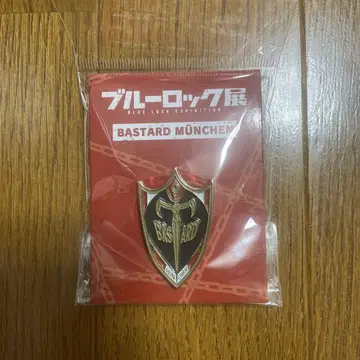 ブルーロック展
BLUE LOCK EXHIBITION
BASTARD MÜNCHEN
BASTARD